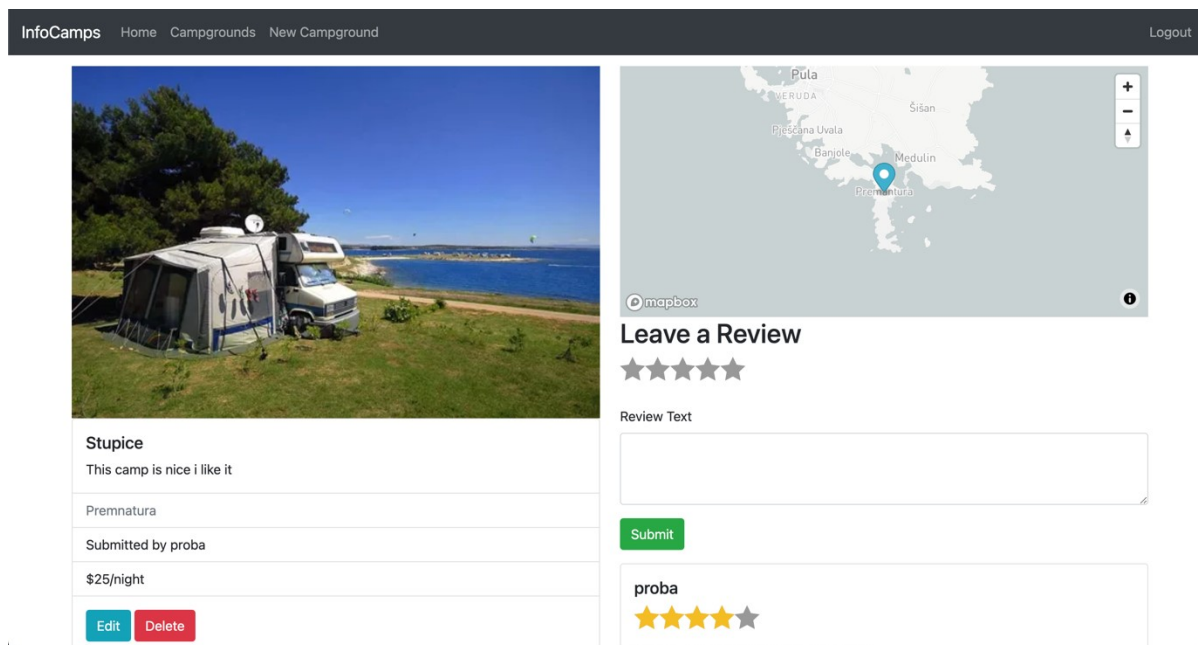 InfoCamps Home Campgrounds New Campground Logout
Stupice
This camp is nice i like it
Premnatura
Submitted by proba
$25/night
Edit Delete
Pula
VERUDA
Šišan
Pješčana Uvala
Banjole
Medulin
Premantura
mapbox
Leave a Review
Review Text
Submit
proba